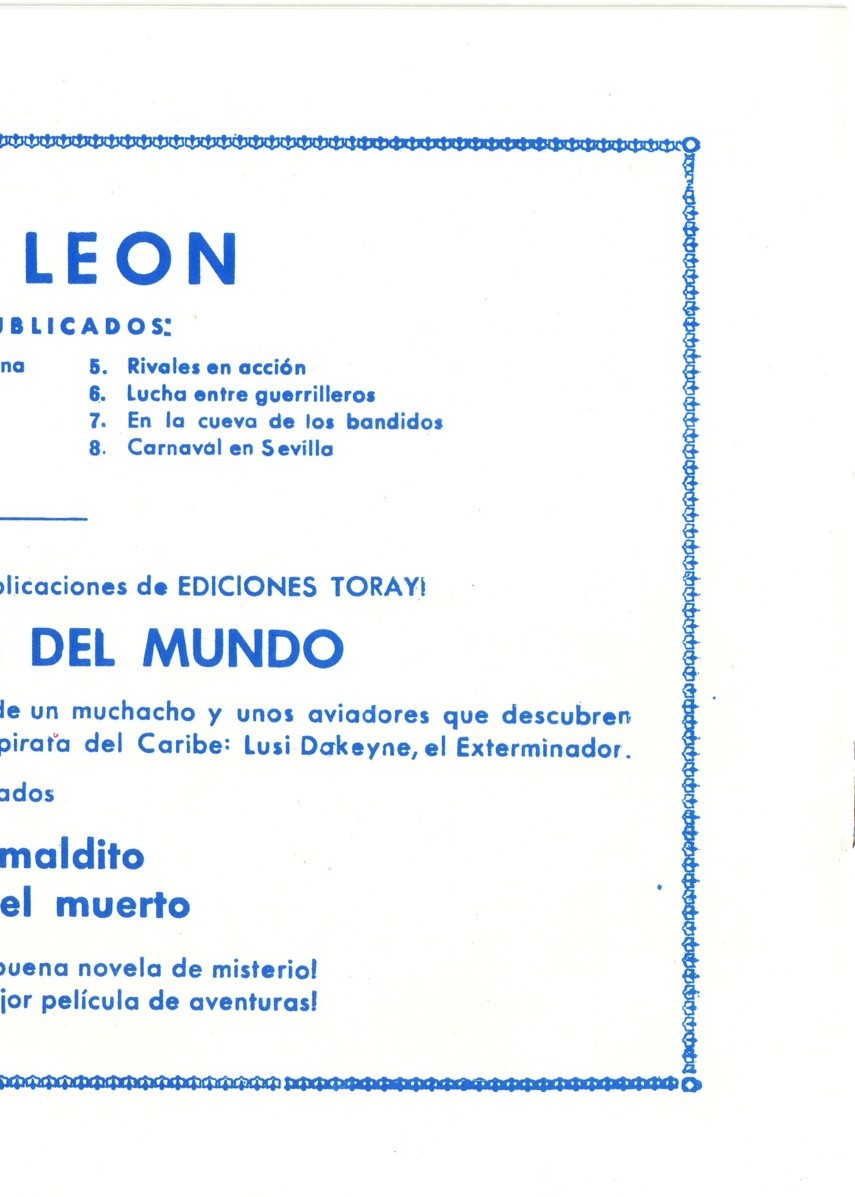 LEON
UBLICADOS:
na
5. Rivales en acción
6. Lucha entre guerrilleros
7. En la cueva de los bandidos
8. Carnaval en Sevilla
blicaciones de EDICIONES TORAY!
DEL MUNDO
de un muchacho y unos aviadores que descubren
pirata del Caribe: Lusi Dakeyne, el Exterminador.
ados
maldito
el muerto
buena novela de misterio!
jor película de aventuras!